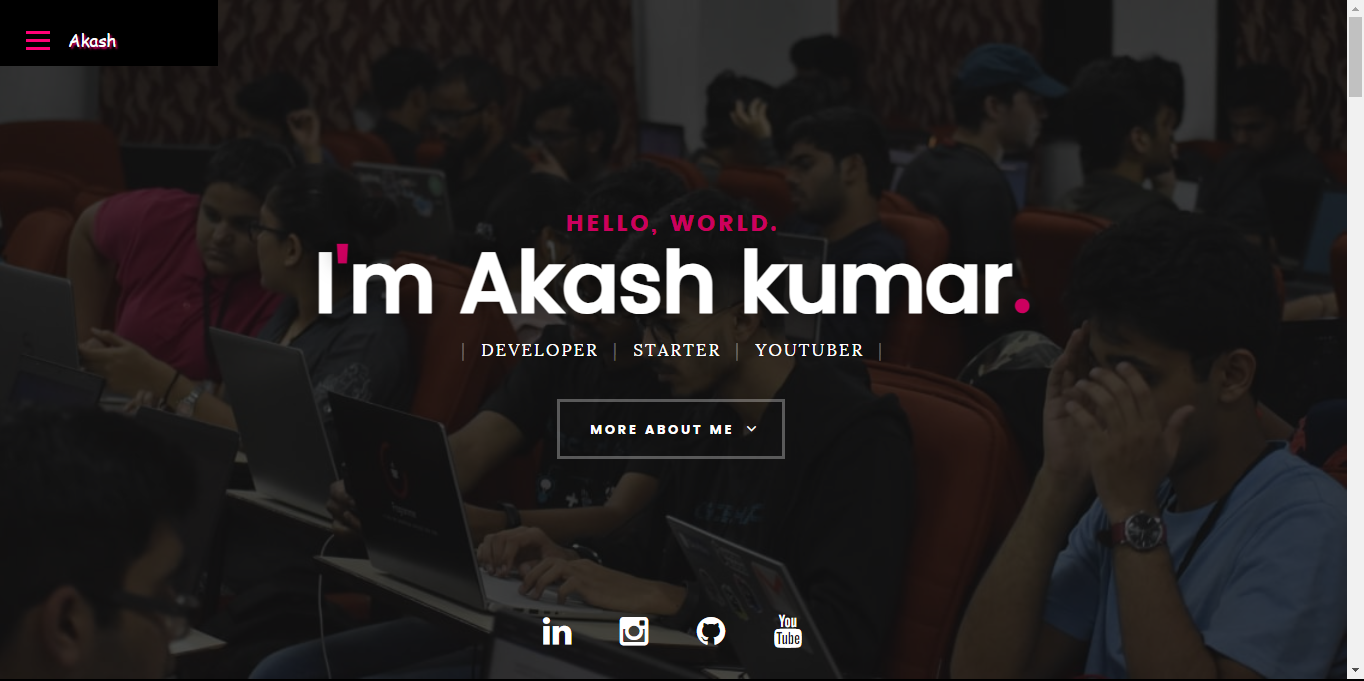 Akash
HELLO, WORLD.
I'm Akash kumar.
| DEVELOPER | STARTER | YOUTUBER |
MORE ABOUT ME
in
You
Tube